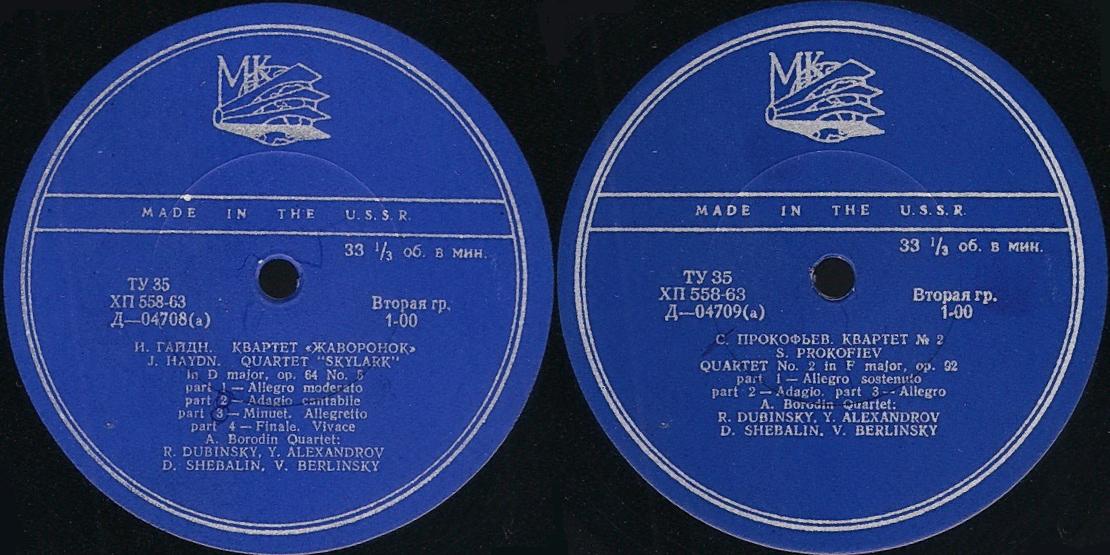 МК
MADE IN THE U.S.S.R.
33 1/3 об. в мин.
ТУ 35
ХП 558-63
Д—04708(а)
Вторая гр.
1-00
И. ГАЙДН. КВАРТЕТ «ЖАВОРОНОК»
J. HAYDN. QUARTET "SKYLARK"
in D major, op. 64 No. 5
part 1 — Allegro moderato
part 2 — Adagio cantabile
part 3 — Minuet. Allegretto
part 4 — Finale. Vivace
A. Borodin Quartet:
R. DUBINSKY, Y. ALEXANDROV
D. SHEBALIN, V. BERLINSKY
МК
MADE IN THE U.S.S.R.
33 1/3 об. в мин.
ТУ 35
ХП 558-63
Д—04709(а)
Вторая гр.
1-00
С. ПРОКОФЬЕВ. КВАРТЕТ № 2
S. PROKOFIEV
QUARTET No. 2 in F major, op. 92
part 1 — Allegro sostenuto
part 2 — Adagio. part 3 — Allegro
A. Borodin Quartet:
R. DUBINSKY, Y. ALEXANDROV
D. SHEBALIN, V. BERLINSKY